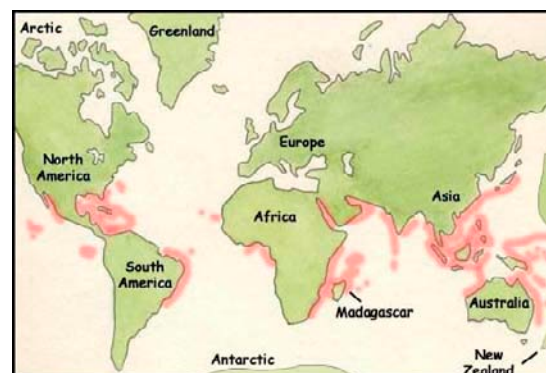 Arctic
Greenland
North
America
Europe
Asia
Africa
South
America
Madagascar
Australia
Antarctic
New
Zealand